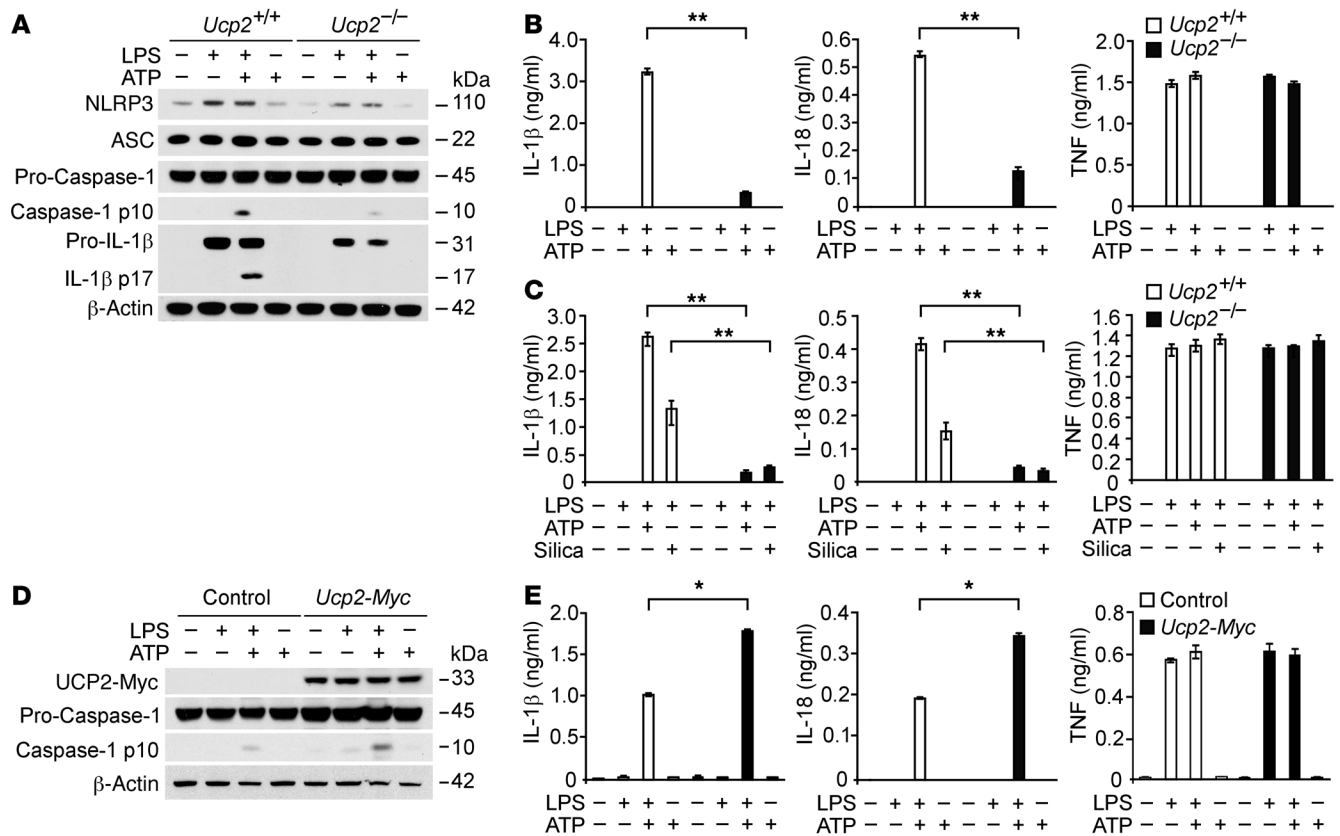 A
Ucp2+/+ Ucp2−/−
LPS − + + − − + + −
ATP − − + + − − + + kDa
NLRP3 – 110
ASC – 22
Pro-Caspase-1 – 45
Caspase-1 p10 – 10
Pro-IL-1β – 31
IL-1β p17 – 17
β-Actin – 42
B
**
IL-1β (ng/ml)
4.0
3.0
2.0
1.0
0
LPS − + + − − + + −
ATP − − + + − − + +
**
IL-18 (ng/ml)
0.6
0.5
0.4
0.3
0.2
0.1
0
LPS − + + − − + + −
ATP − − + + − − + +
Ucp2+/+
Ucp2−/−
TNF (ng/ml)
2.0
1.5
1.0
0.5
0
LPS − + + − − + + −
ATP − − + + − − + +
C
**
**
IL-1β (ng/ml)
3.0
2.5
2.0
1.5
1.0
0.5
0
LPS − + + + − + + +
ATP − − + − − − + −
Silica − − − + − − − +
**
**
IL-18 (ng/ml)
0.5
0.4
0.3
0.2
0.1
0
LPS − + + + − + + +
ATP − − + − − − + −
Silica − − − + − − − +
Ucp2+/+
Ucp2−/−
TNF (ng/ml)
1.6
1.4
1.2
1.0
0.8
0.6
0.4
0.2
0
LPS − + + + − + + +
ATP − − + − − − + −
Silica − − − + − − − +
D
Control Ucp2-Myc
LPS − + + − − + + −
ATP − − + + − − + + kDa
UCP2-Myc –33
Pro-Caspase-1 –45
Caspase-1 p10 –10
β-Actin –42
E
*
IL-1β (ng/ml)
2.0
1.5
1.0
0.5
0
LPS − + + − − + + −
ATP − − + + − − + +
*
IL-18 (ng/ml)
0.4
0.3
0.2
0.1
0
LPS − + + − − + + −
ATP − − + + − − + +
Control
Ucp2-Myc
TNF (ng/ml)
0.8
0.6
0.4
0.2
0
LPS − + + − − + + −
ATP − − + + − − + +